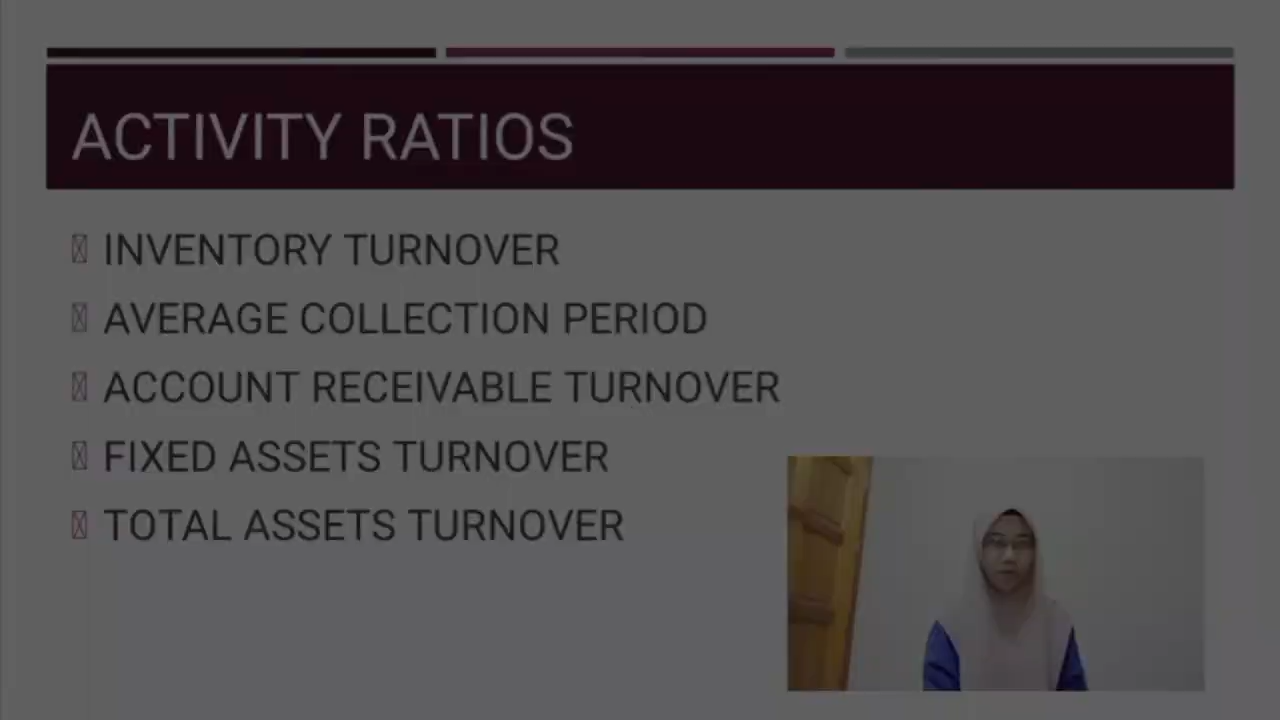 ACTIVITY RATIOS
INVENTORY TURNOVER
AVERAGE COLLECTION PERIOD
ACCOUNT RECEIVABLE TURNOVER
FIXED ASSETS TURNOVER
TOTAL ASSETS TURNOVER